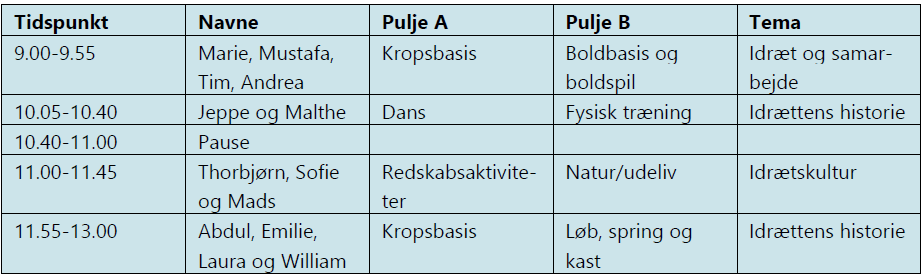 Tidspunkt Navne Pulje A Pulje B Tema
9.00-9.55 Marie, Mustafa, Kropsbasis Boldbasis og Idræt og samar-
Tim, Andrea boldspil bejde
10.05-10.40 Jeppe og Malthe Dans Fysisk træning Idrættens historie
10.40-11.00 Pause
11.00-11.45 Thorbjørn, Sofie Redskabsaktivite- Natur/udeliv Idrætskultur
og Mads ter
11.55-13.00 Abdul, Emilie, Kropsbasis Løb, spring og Idrættens historie
Laura og William kast